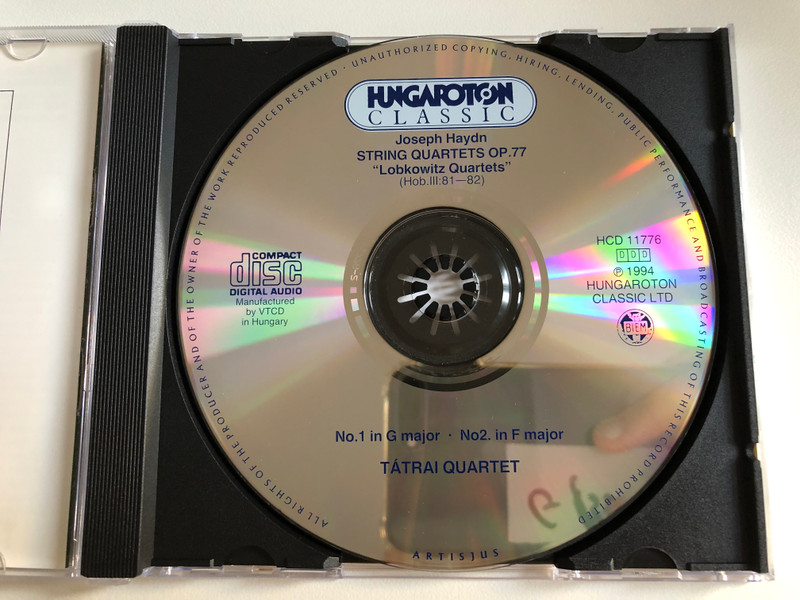 UNAUTHORIZED COPYING, HIRING, LENDING, PUBLIC PERFORMANCE AND BROADCASTING OF THIS RECORD PROHIBITED
ALL RIGHTS OF THE PRODUCER AND OF THE OWNER OF THE WORK REPRODUCED RESERVED ·
HUNGAROTON
CLASSIC
Joseph Haydn
STRING QUARTETS OP.77
“Lobkowitz Quartets”
(Hob.III:81—82)
COMPACT
disc
DIGITAL AUDIO
Manufactured
by VTCD
in Hungary
HCD 11776
DDD
℗ 1994
HUNGAROTON
CLASSIC LTD
BIEM
No.1 in G major · No2. in F major
TÁTRAI QUARTET
ARTISJUS